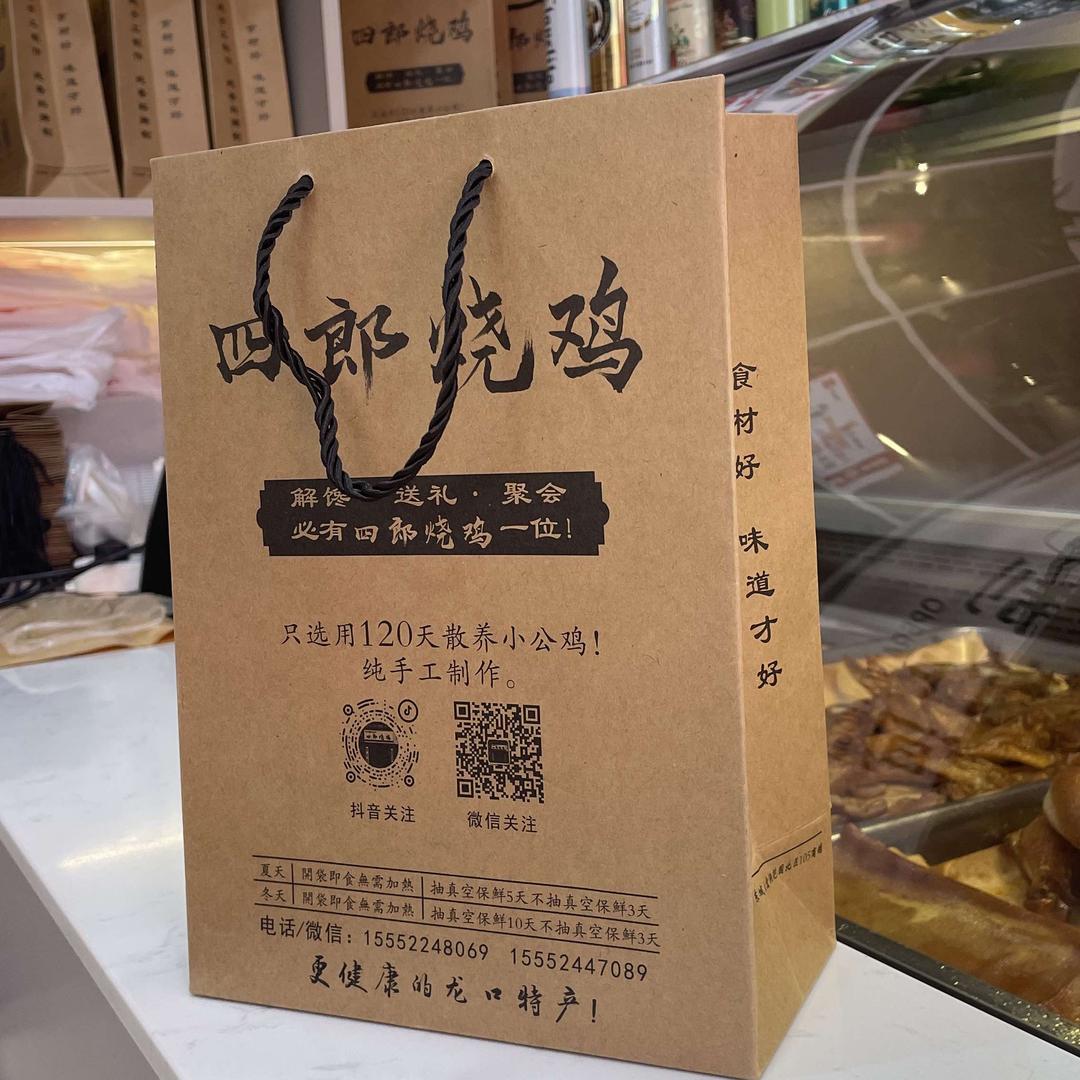 四郎烧鸡
四郎烧鸡
解馋 送礼·聚会
必有四郎烧鸡一位!
只选用120天散养小公鸡!
纯手工制作。
抖音关注
微信关注
夏天 開袋即食無需加熱 抽真空保鮮5天不抽真空保鮮3天
冬天 開袋即食無需加熱 抽真空保鮮10天不抽真空保鮮3天
电话/微信:15552248069 15552447089
更健康的龙口特产!
食材好 味道才好